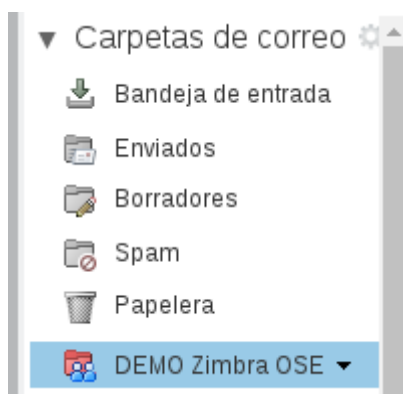 Carpetas de correo
Bandeja de entrada
Enviados
Borradores
Spam
Papelera
DEMO Zimbra OSE